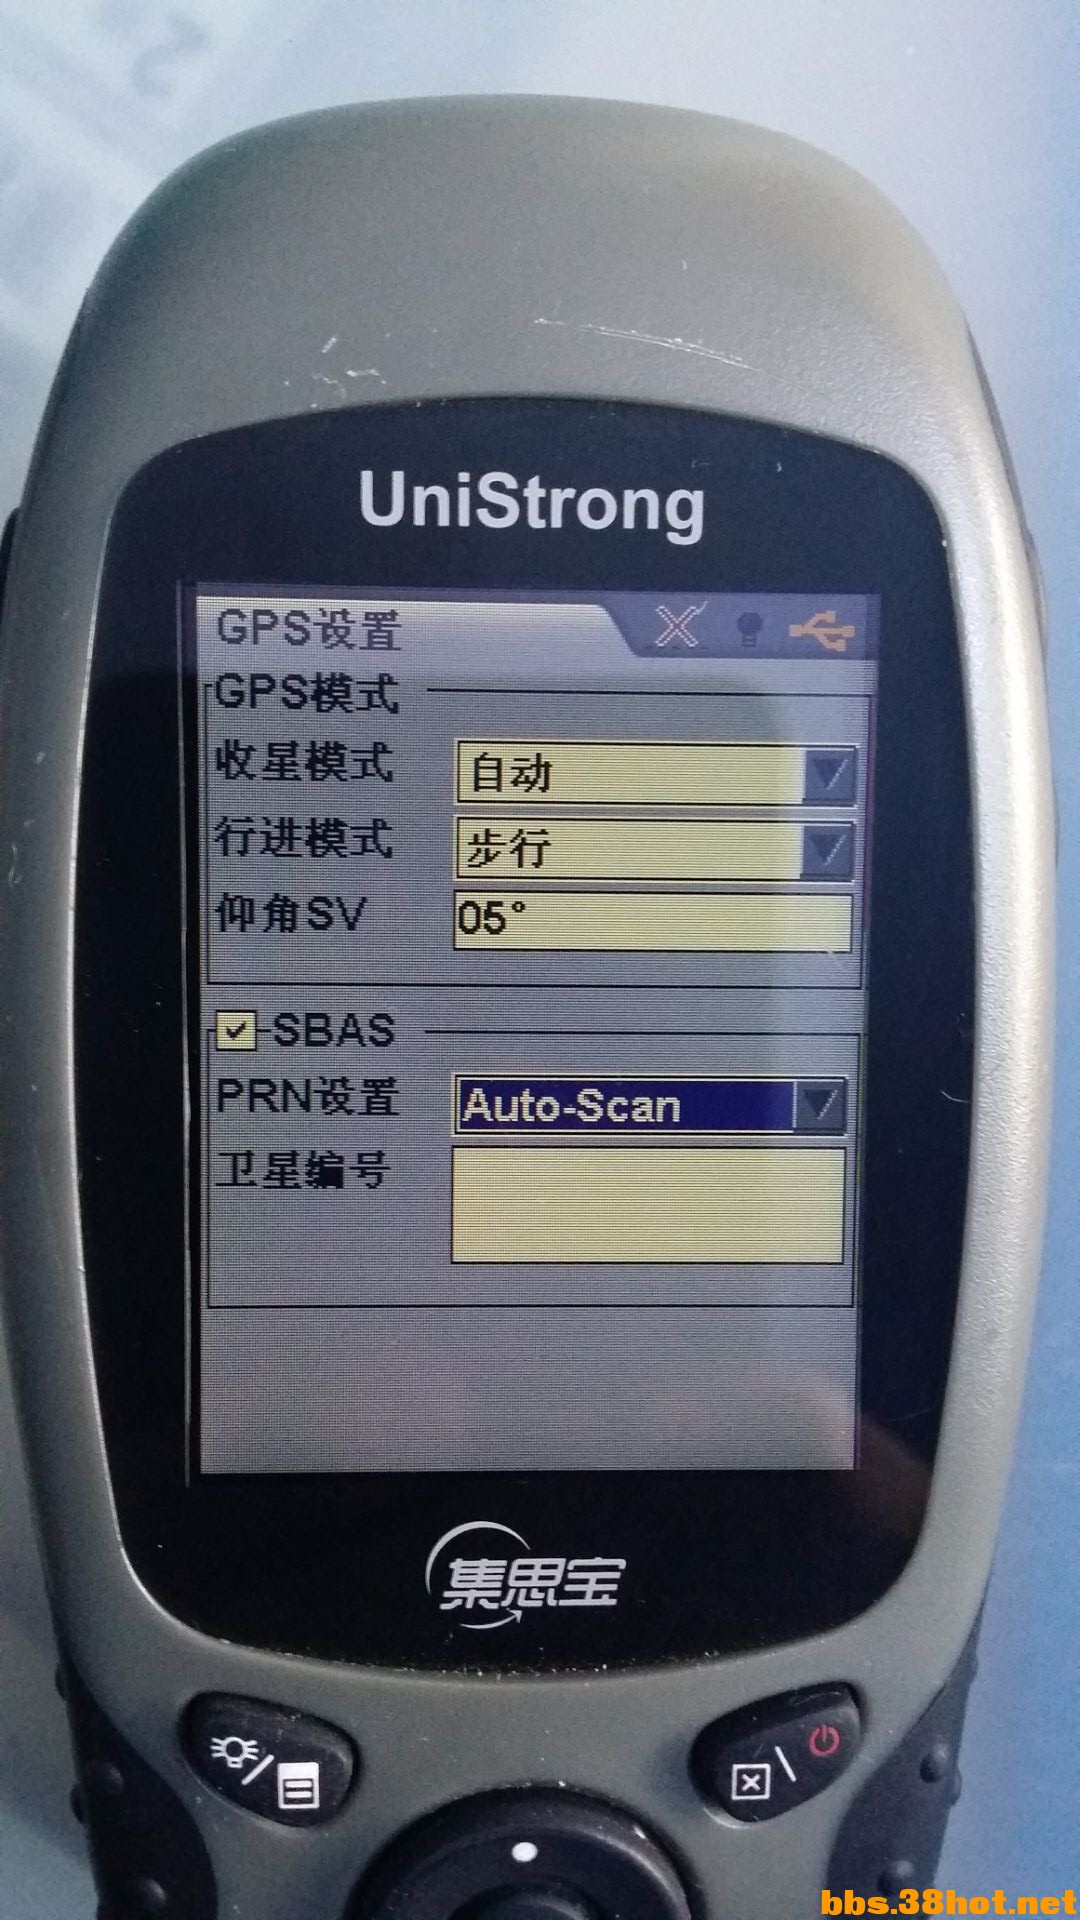 UniStrong
GPS设置
GPS模式
收星模式 自动
行进模式 步行
仰角SV 05°
SBAS
PRN设置 Auto-Scan
卫星编号
集思宝
bbs.38hot.net